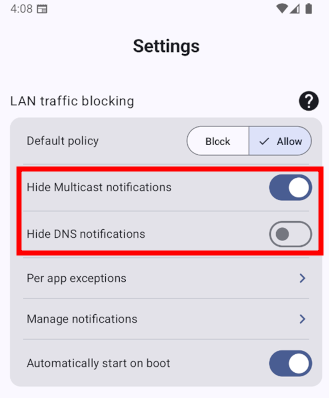 4:08
Settings
LAN traffic blocking
Default policy
Block
Allow
Hide Multicast notifications
Hide DNS notifications
Per app exceptions
Manage notifications
Automatically start on boot